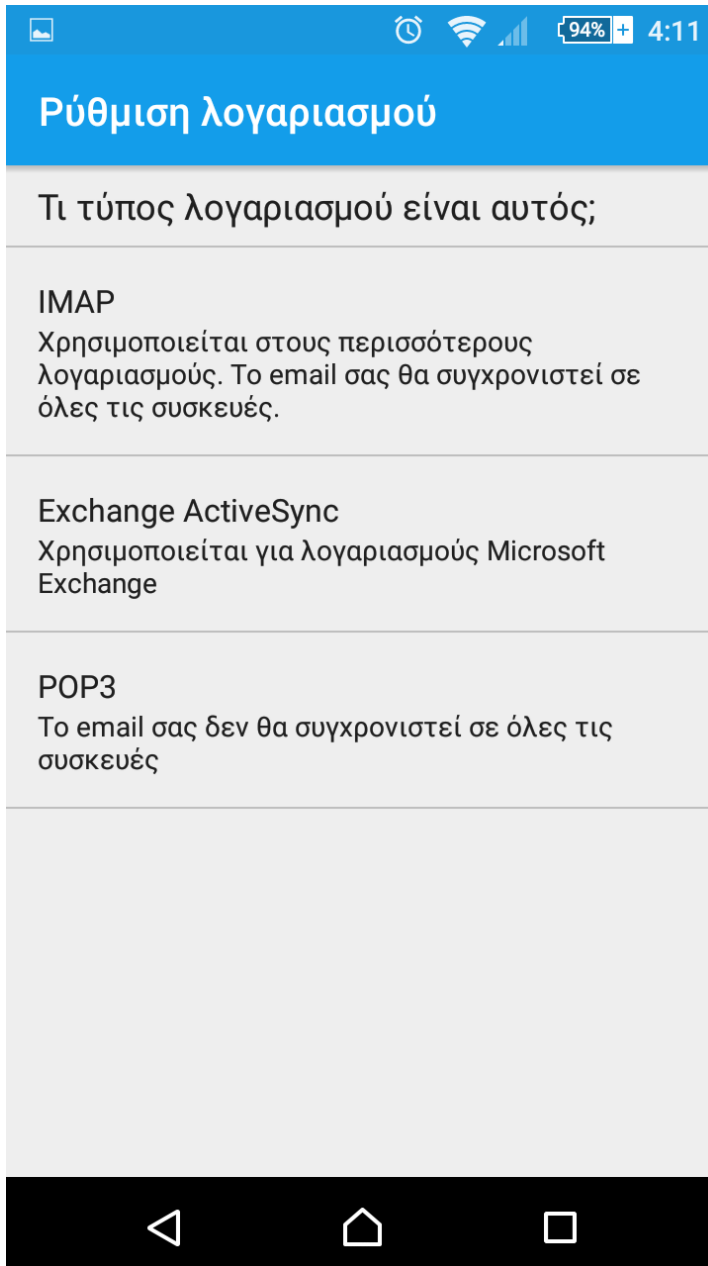 94% 4:11
Ρύθμιση λογαριασμού
Τι τύπος λογαριασμού είναι αυτός;
IMAP
Χρησιμοποιείται στους περισσότερους
λογαριασμούς. Το email σας θα συγχρονιστεί σε
όλες τις συσκευές.
Exchange ActiveSync
Χρησιμοποιείται για λογαριασμούς Microsoft
Exchange
POP3
Το email σας δεν θα συγχρονιστεί σε όλες τις
συσκευές